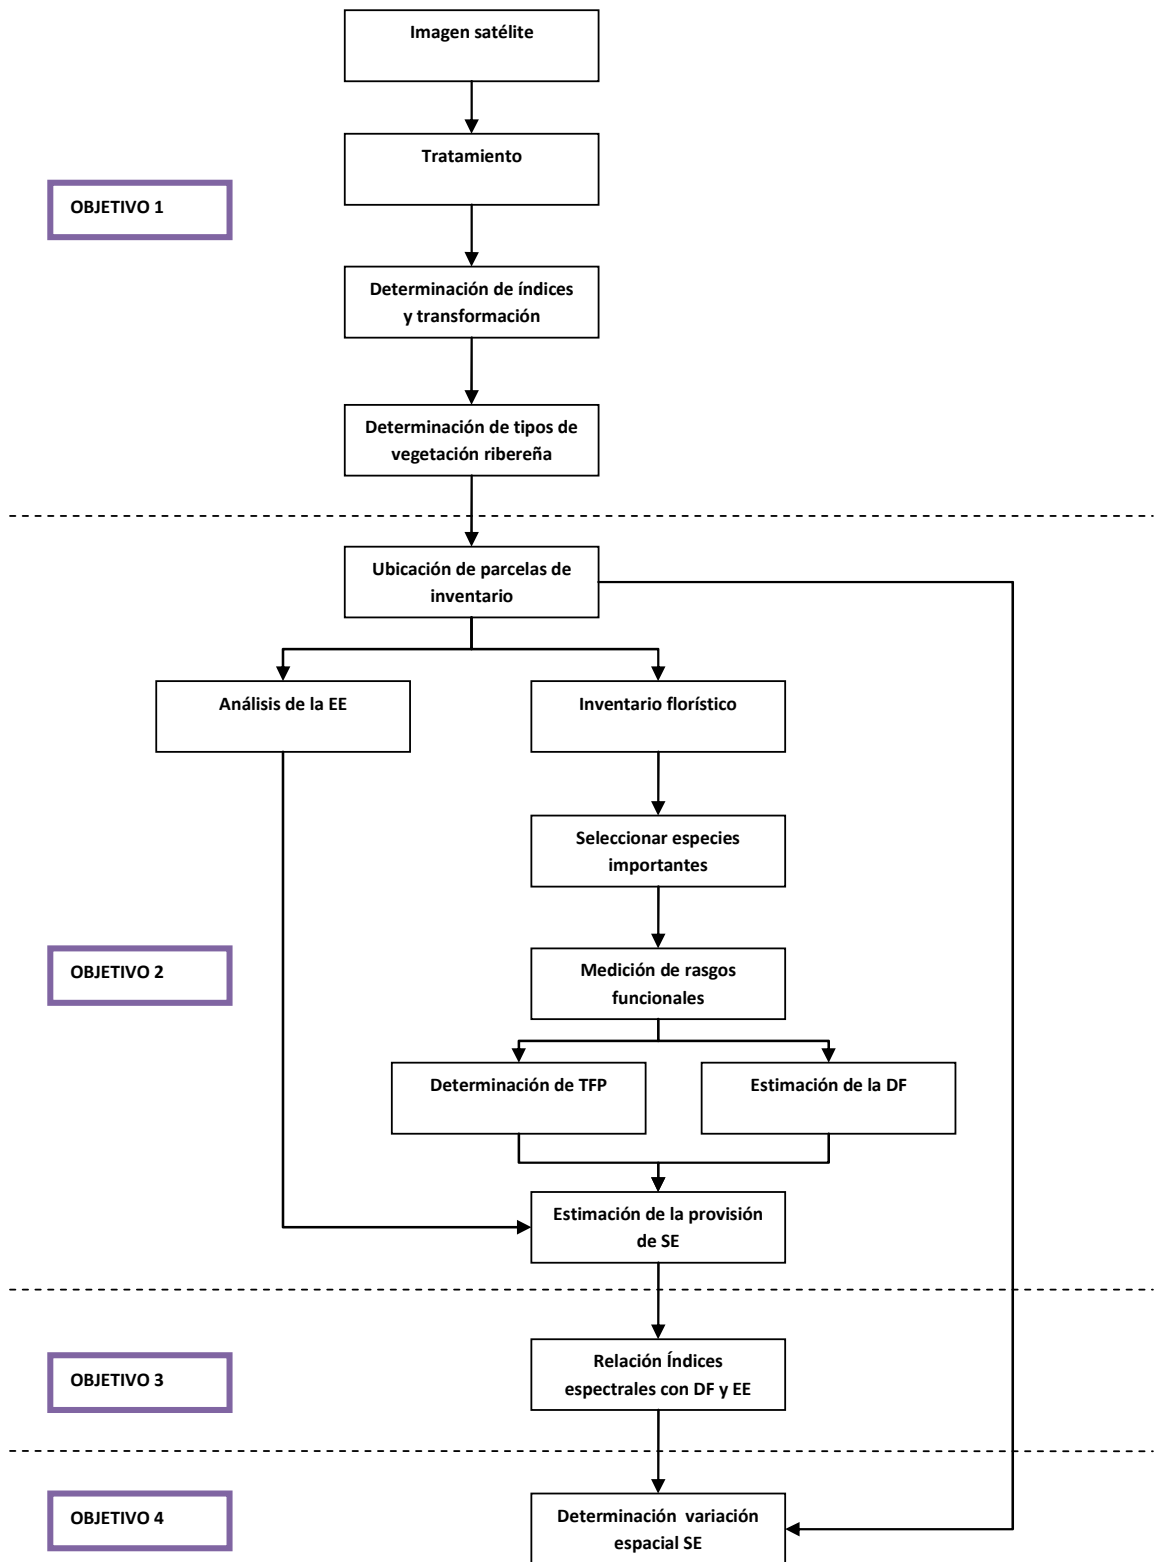 Imagen satélite
Tratamiento
OBJETIVO 1
Determinación de índices
y transformación
Determinación de tipos de
vegetación ribereña
Ubicación de parcelas de
inventario
Análisis de la EE
Inventario florístico
Seleccionar especies
importantes
OBJETIVO 2
Medición de rasgos
funcionales
Determinación de TFP
Estimación de la DF
Estimación de la provisión
de SE
OBJETIVO 3
Relación Índices
espectrales con DF y EE
OBJETIVO 4
Determinación  variación
espacial SE